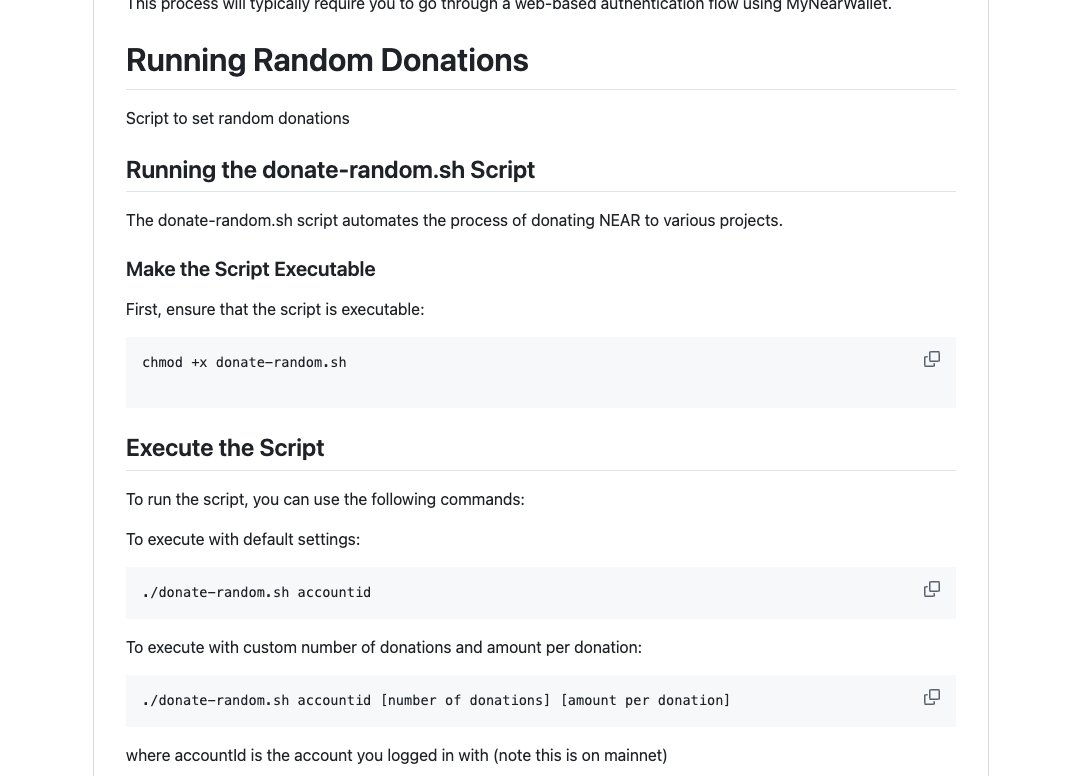 This process will typically require you to go through a web-based authentication flow using MyNearWallet.
Running Random Donations
Script to set random donations
Running the donate-random.sh Script
The donate-random.sh script automates the process of donating NEAR to various projects.
Make the Script Executable
First, ensure that the script is executable:
chmod +x donate-random.sh
Execute the Script
To run the script, you can use the following commands:
To execute with default settings:
./donate-random.sh accountid
To execute with custom number of donations and amount per donation:
./donate-random.sh accountid [number of donations] [amount per donation]
where accountId is the account you logged in with (note this is on mainnet)